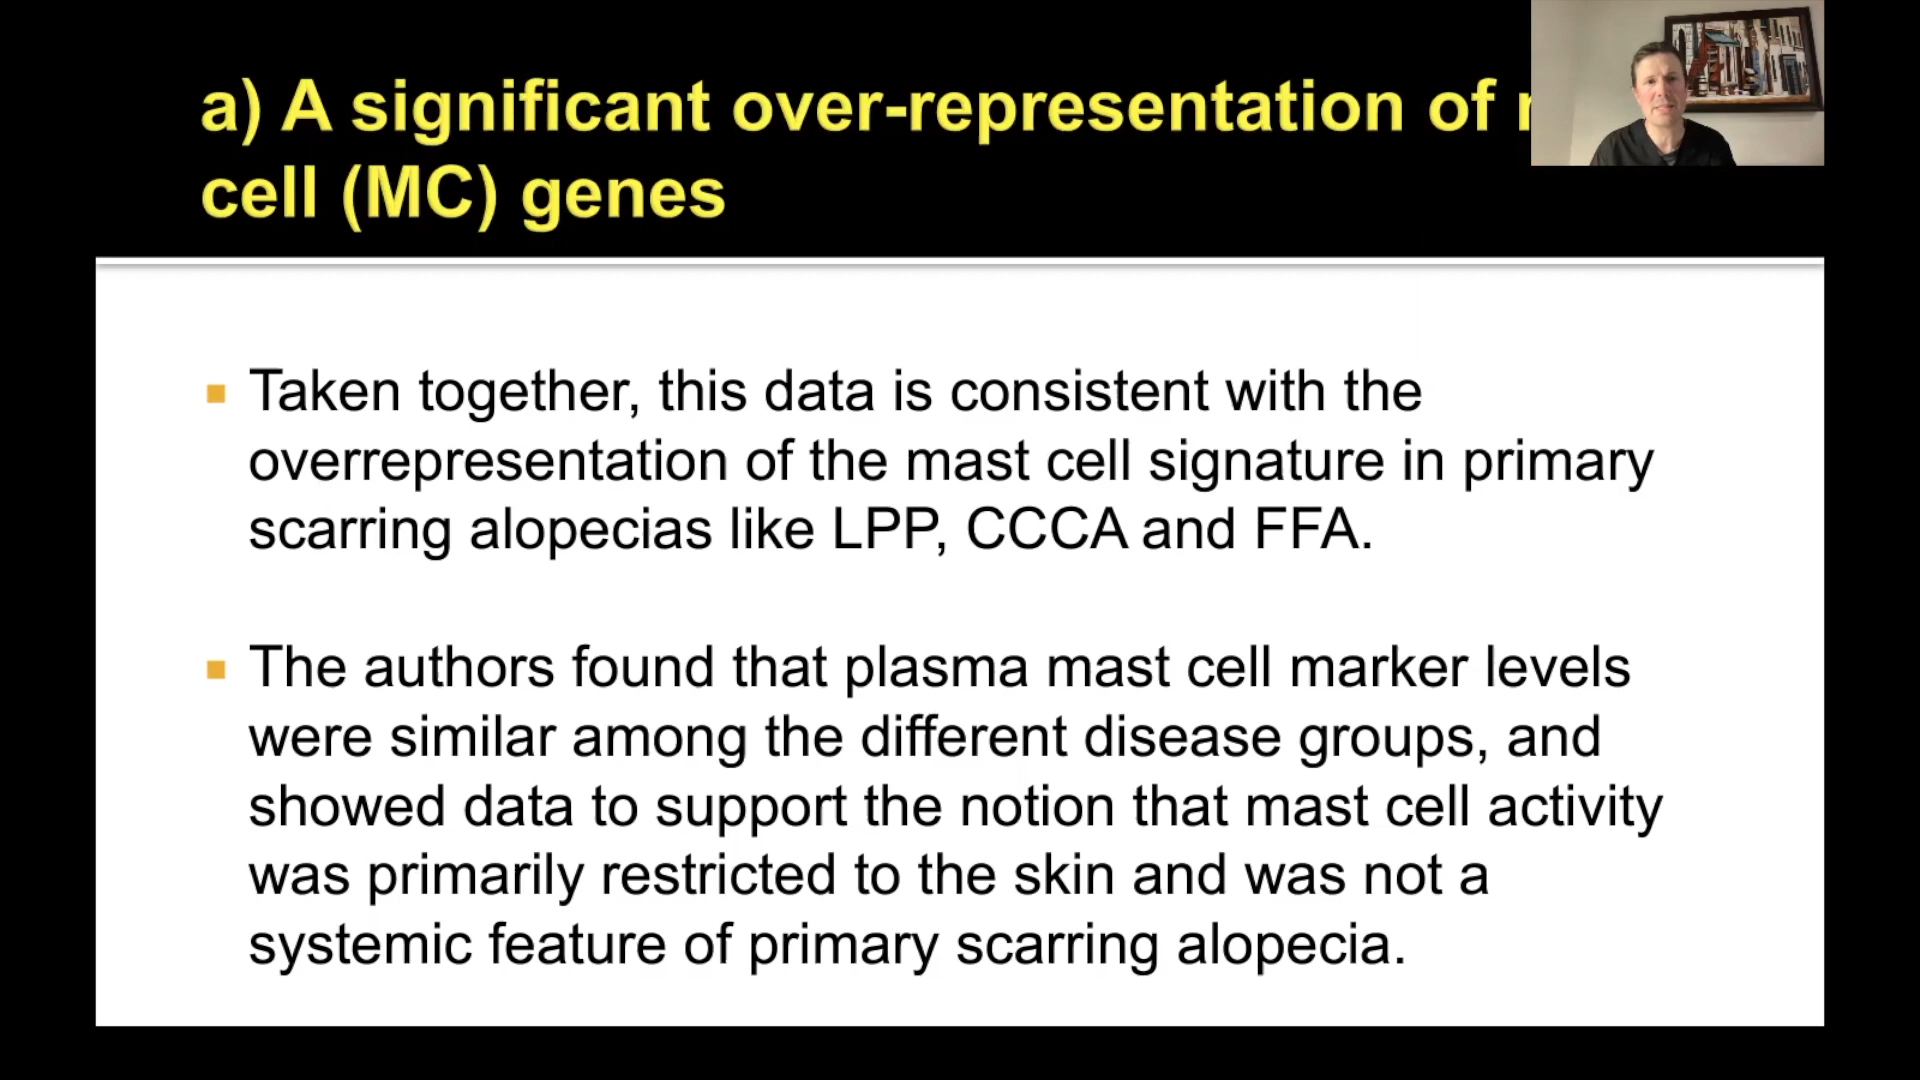 a) A significant over-representation of
cell (MC) genes
Taken together, this data is consistent with the
overrepresentation of the mast cell signature in primary
scarring alopecias like LPP, CCCA and FFA.
The authors found that plasma mast cell marker levels
were similar among the different disease groups, and
showed data to support the notion that mast cell activity
was primarily restricted to the skin and was not a
systemic feature of primary scarring alopecia.